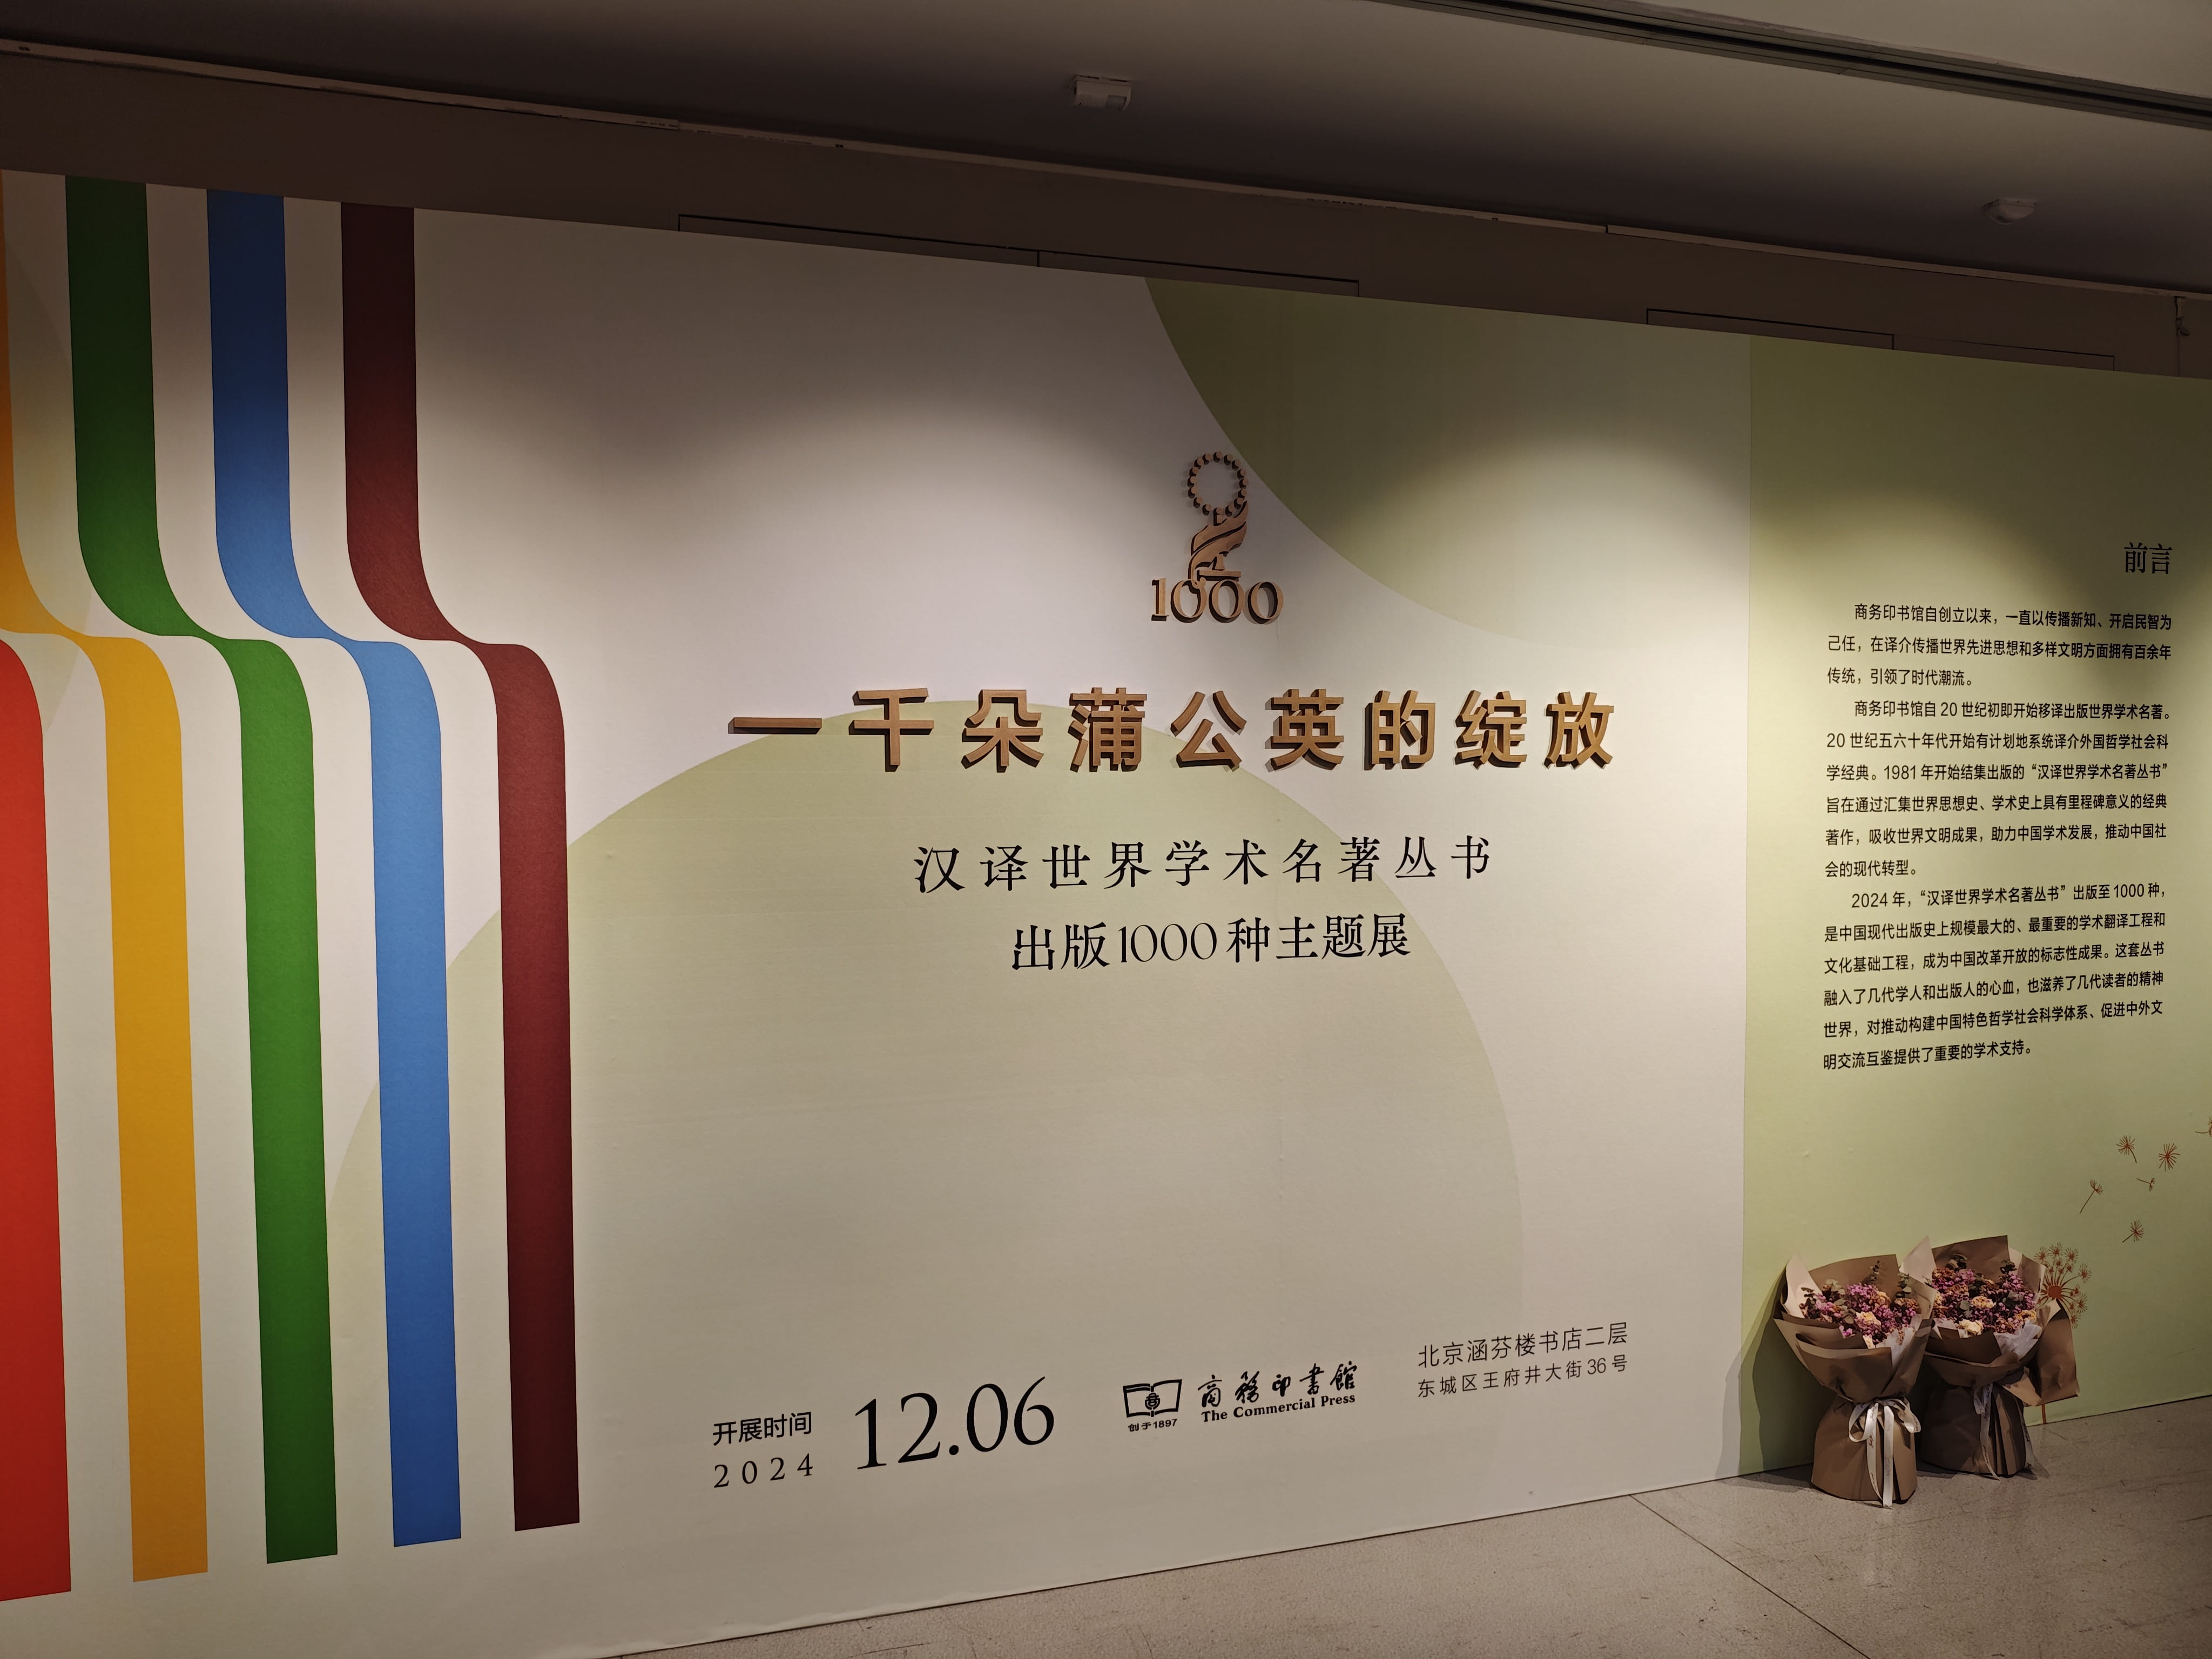 1000
一千朵蒲公英的绽放
汉译世界学术名著丛书
出版1000种主题展
开展时间
2024
12.06
创于1897
商務印書館
The Commercial Press
北京涵芬楼书店二层
东城区王府井大街36号
前言
商务印书馆自创立以来，一直以传播新知、开启民智为
己任，在译介传播世界先进思想和多样文明方面拥有百余年
传统，引领了时代潮流。
商务印书馆自20世纪初即开始移译出版世界学术名著。
20世纪五六十年代开始有计划地系统译介外国哲学社会科
学经典。1981年开始结集出版的“汉译世界学术名著丛书”
旨在通过汇集世界思想史、学术史上具有里程碑意义的经典
著作，吸收世界文明成果，助力中国学术发展，推动中国社
会的现代转型。
2024年，“汉译世界学术名著丛书”出版至1000种，
是中国现代出版史上规模最大的、最重要的学术翻译工程和
文化基础工程，成为中国改革开放的标志性成果。这套丛书
融入了几代学人和出版人的心血，也滋养了几代读者的精神
世界，对推动构建中国特色哲学社会科学体系、促进中外文
明交流互鉴提供了重要的学术支持。